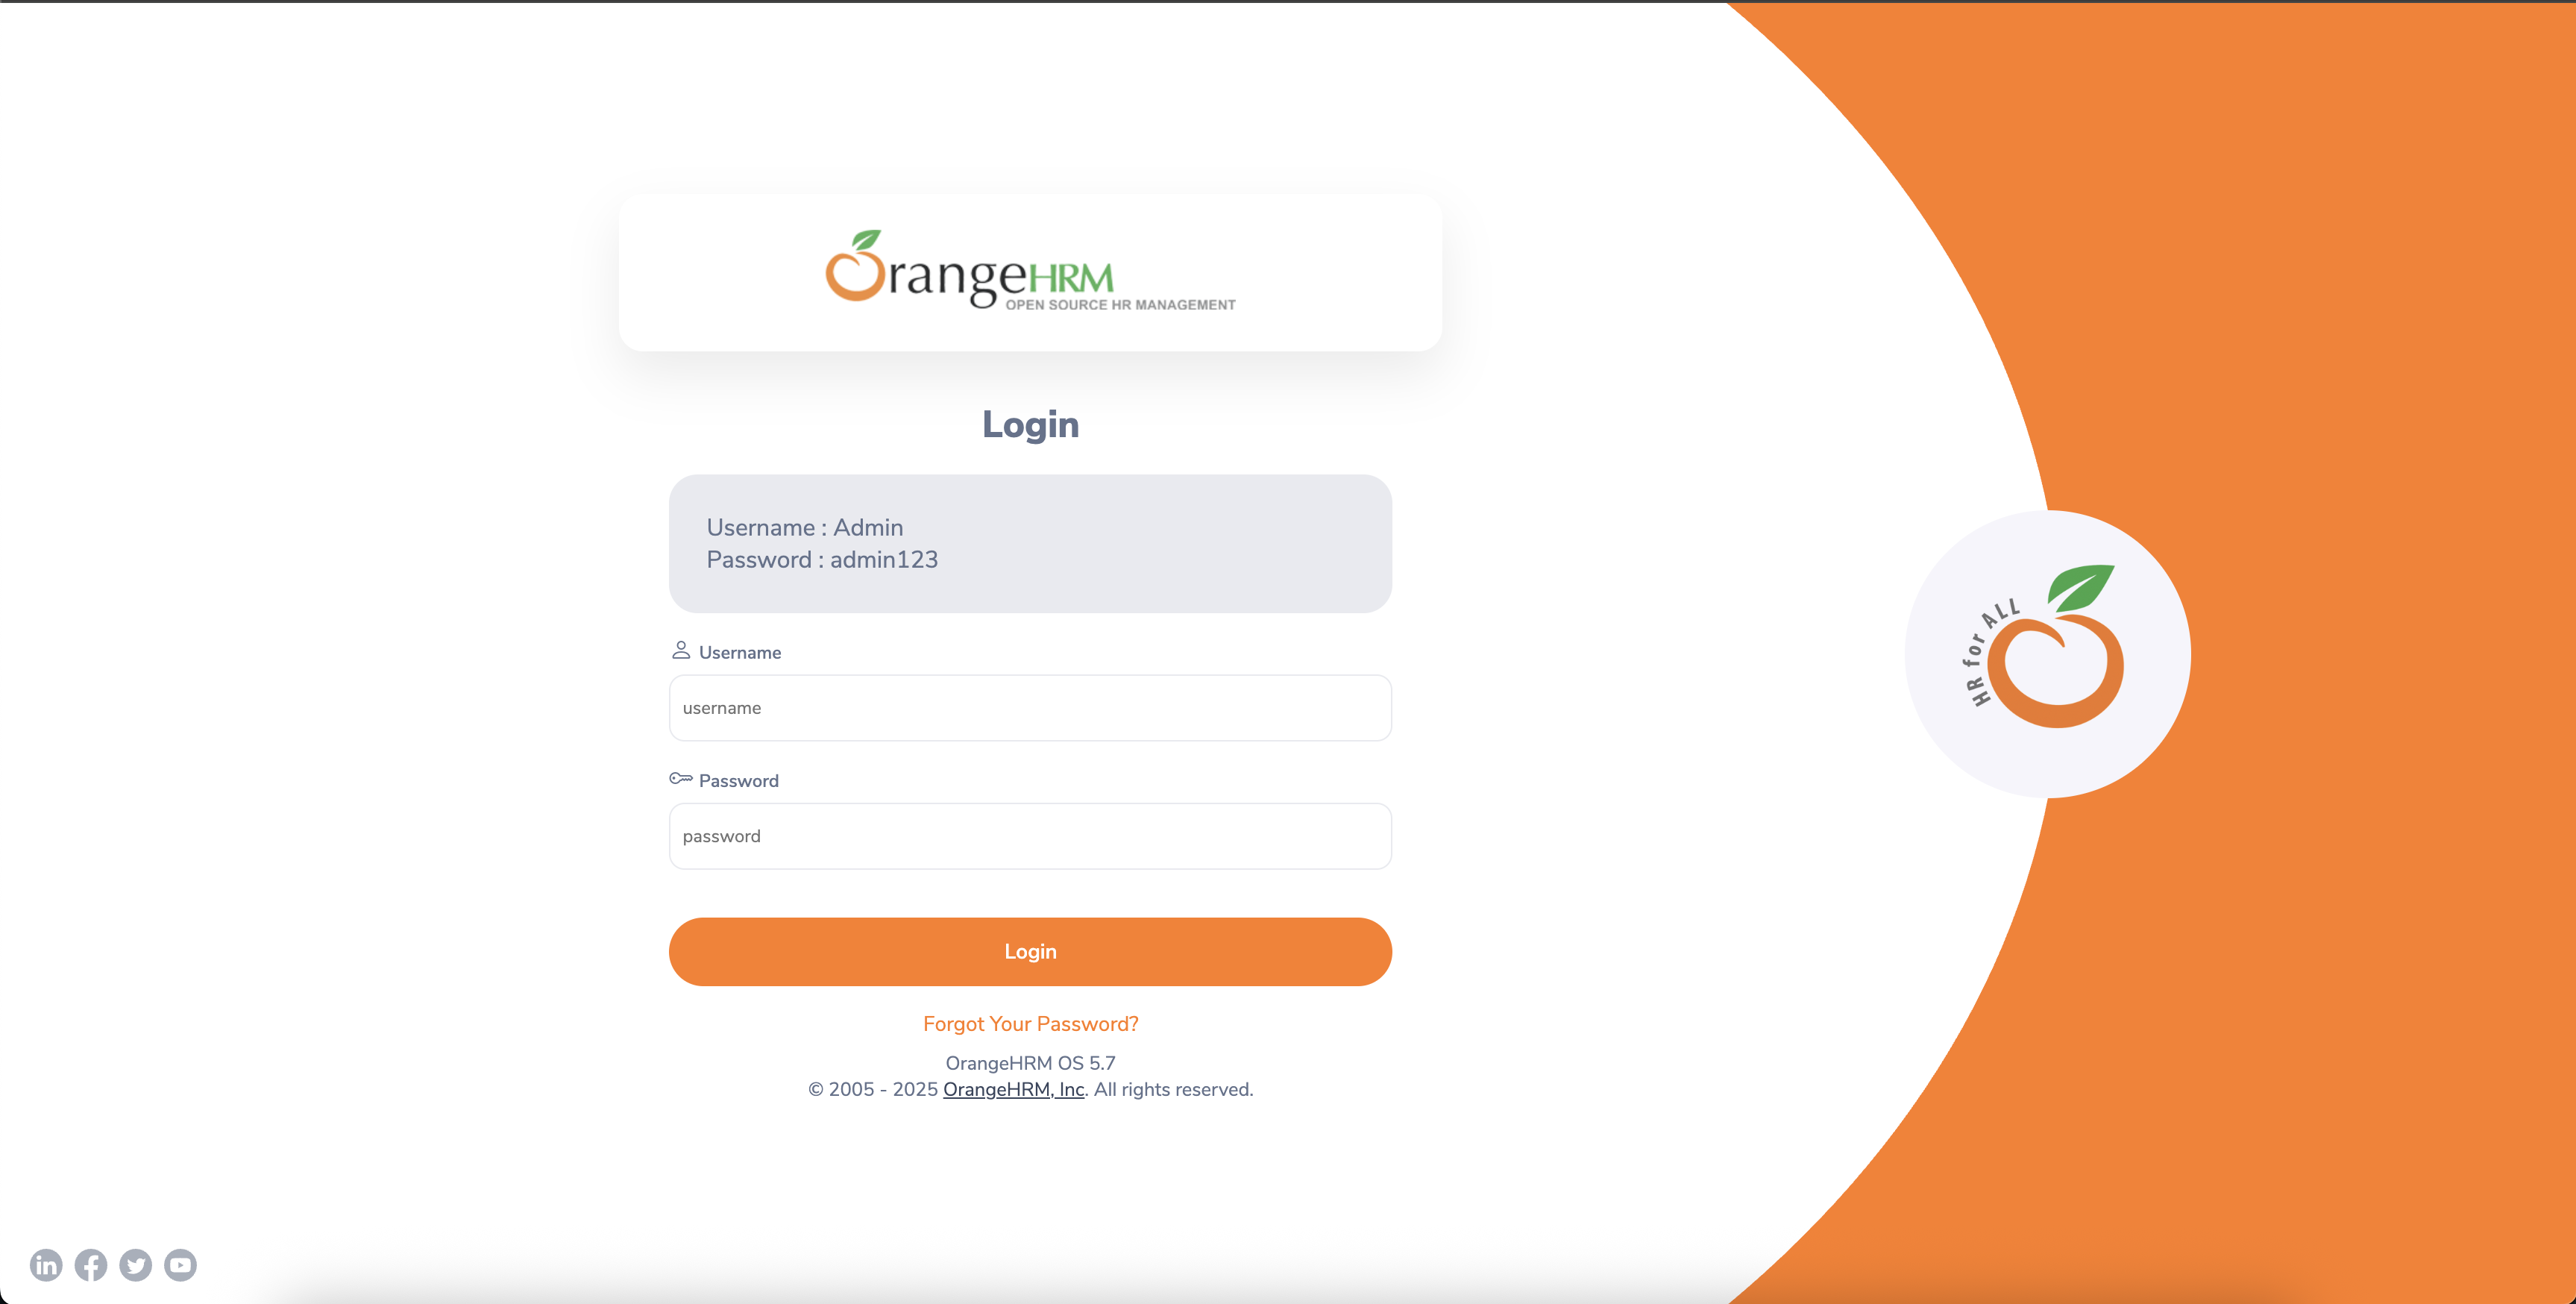 OrangeHRM
OPEN SOURCE HR MANAGEMENT
Login
Username : Admin
Password : admin123
Username
username
Password
password
Login
Forgot Your Password?
OrangeHRM OS 5.7
© 2005 - 2025 OrangeHRM, Inc. All rights reserved.
HR for ALL